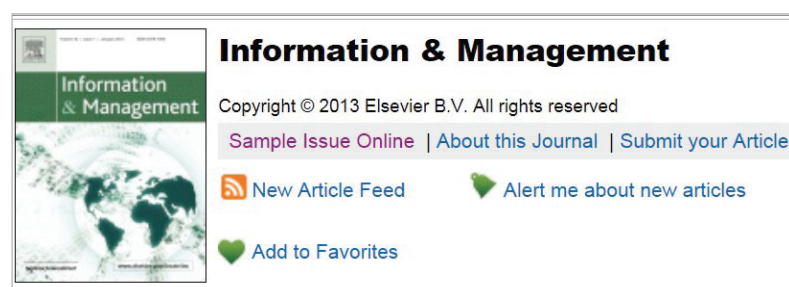 Information
& Management
Information & Management
Copyright © 2013 Elsevier B.V. All rights reserved
Sample Issue Online | About this Journal | Submit your Article
New Article Feed
Alert me about new articles
Add to Favorites